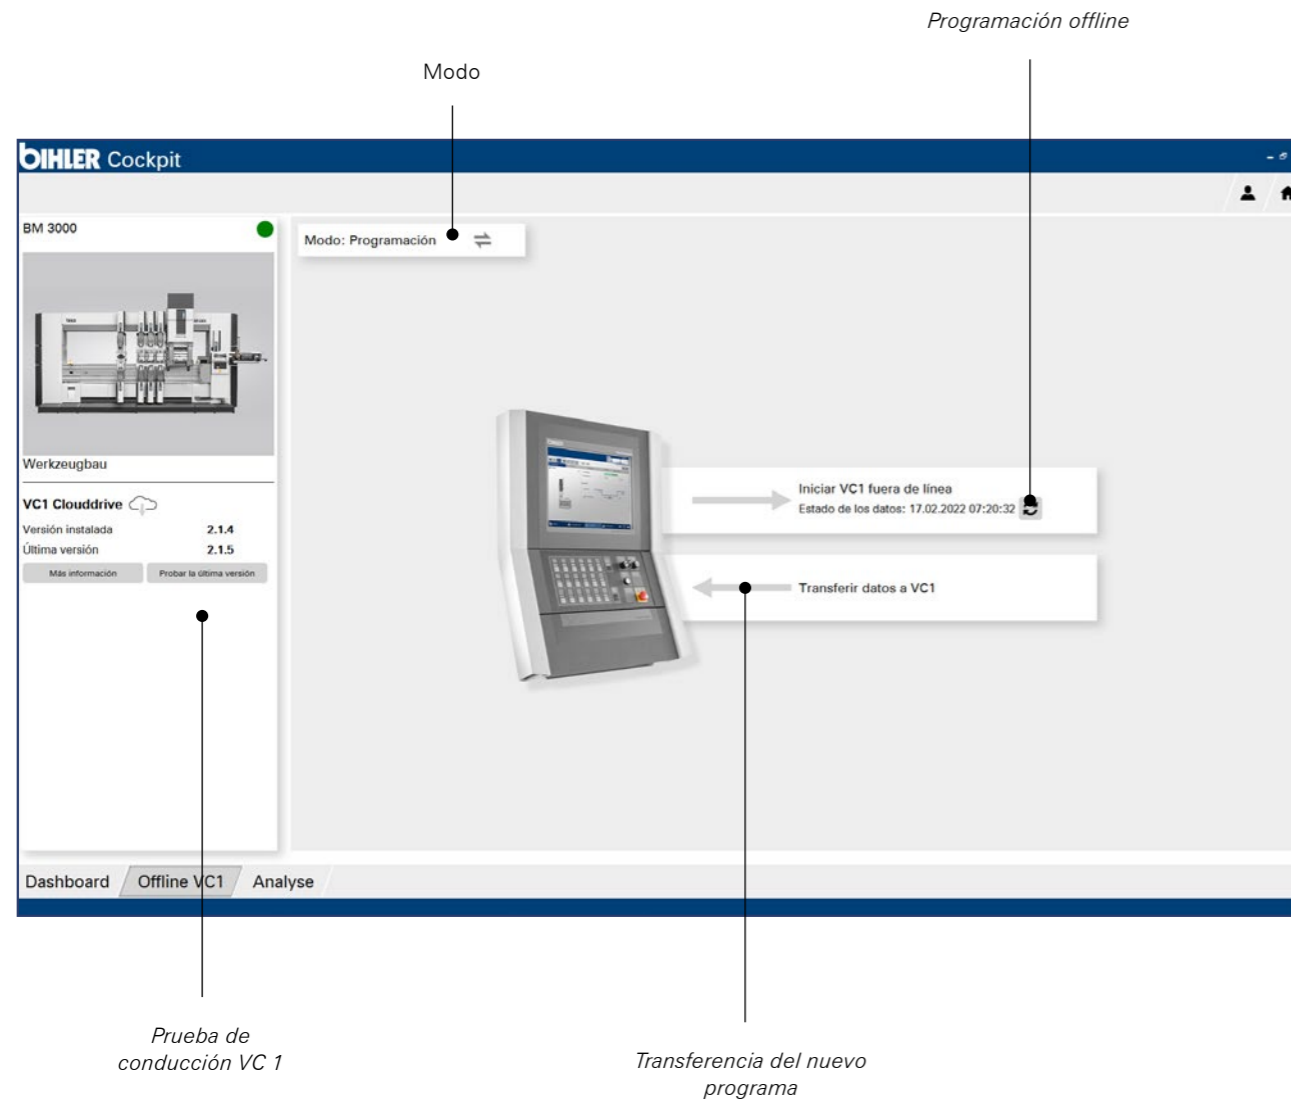 Programación offline
Modo
BIHLER Cockpit
BM 3000
Modo: Programación
Werkzeugbau
VC1 Clouddrive
Versión instalada 2.1.4
Última versión 2.1.5
Más información Probar la última versión
Iniciar VC1 fuera de línea
Estado de los datos: 17.02.2022 07:20:32
Transferir datos a VC1
Dashboard Offline VC1 Analyse
Prueba de
conducción VC 1
Transferencia del nuevo
programa